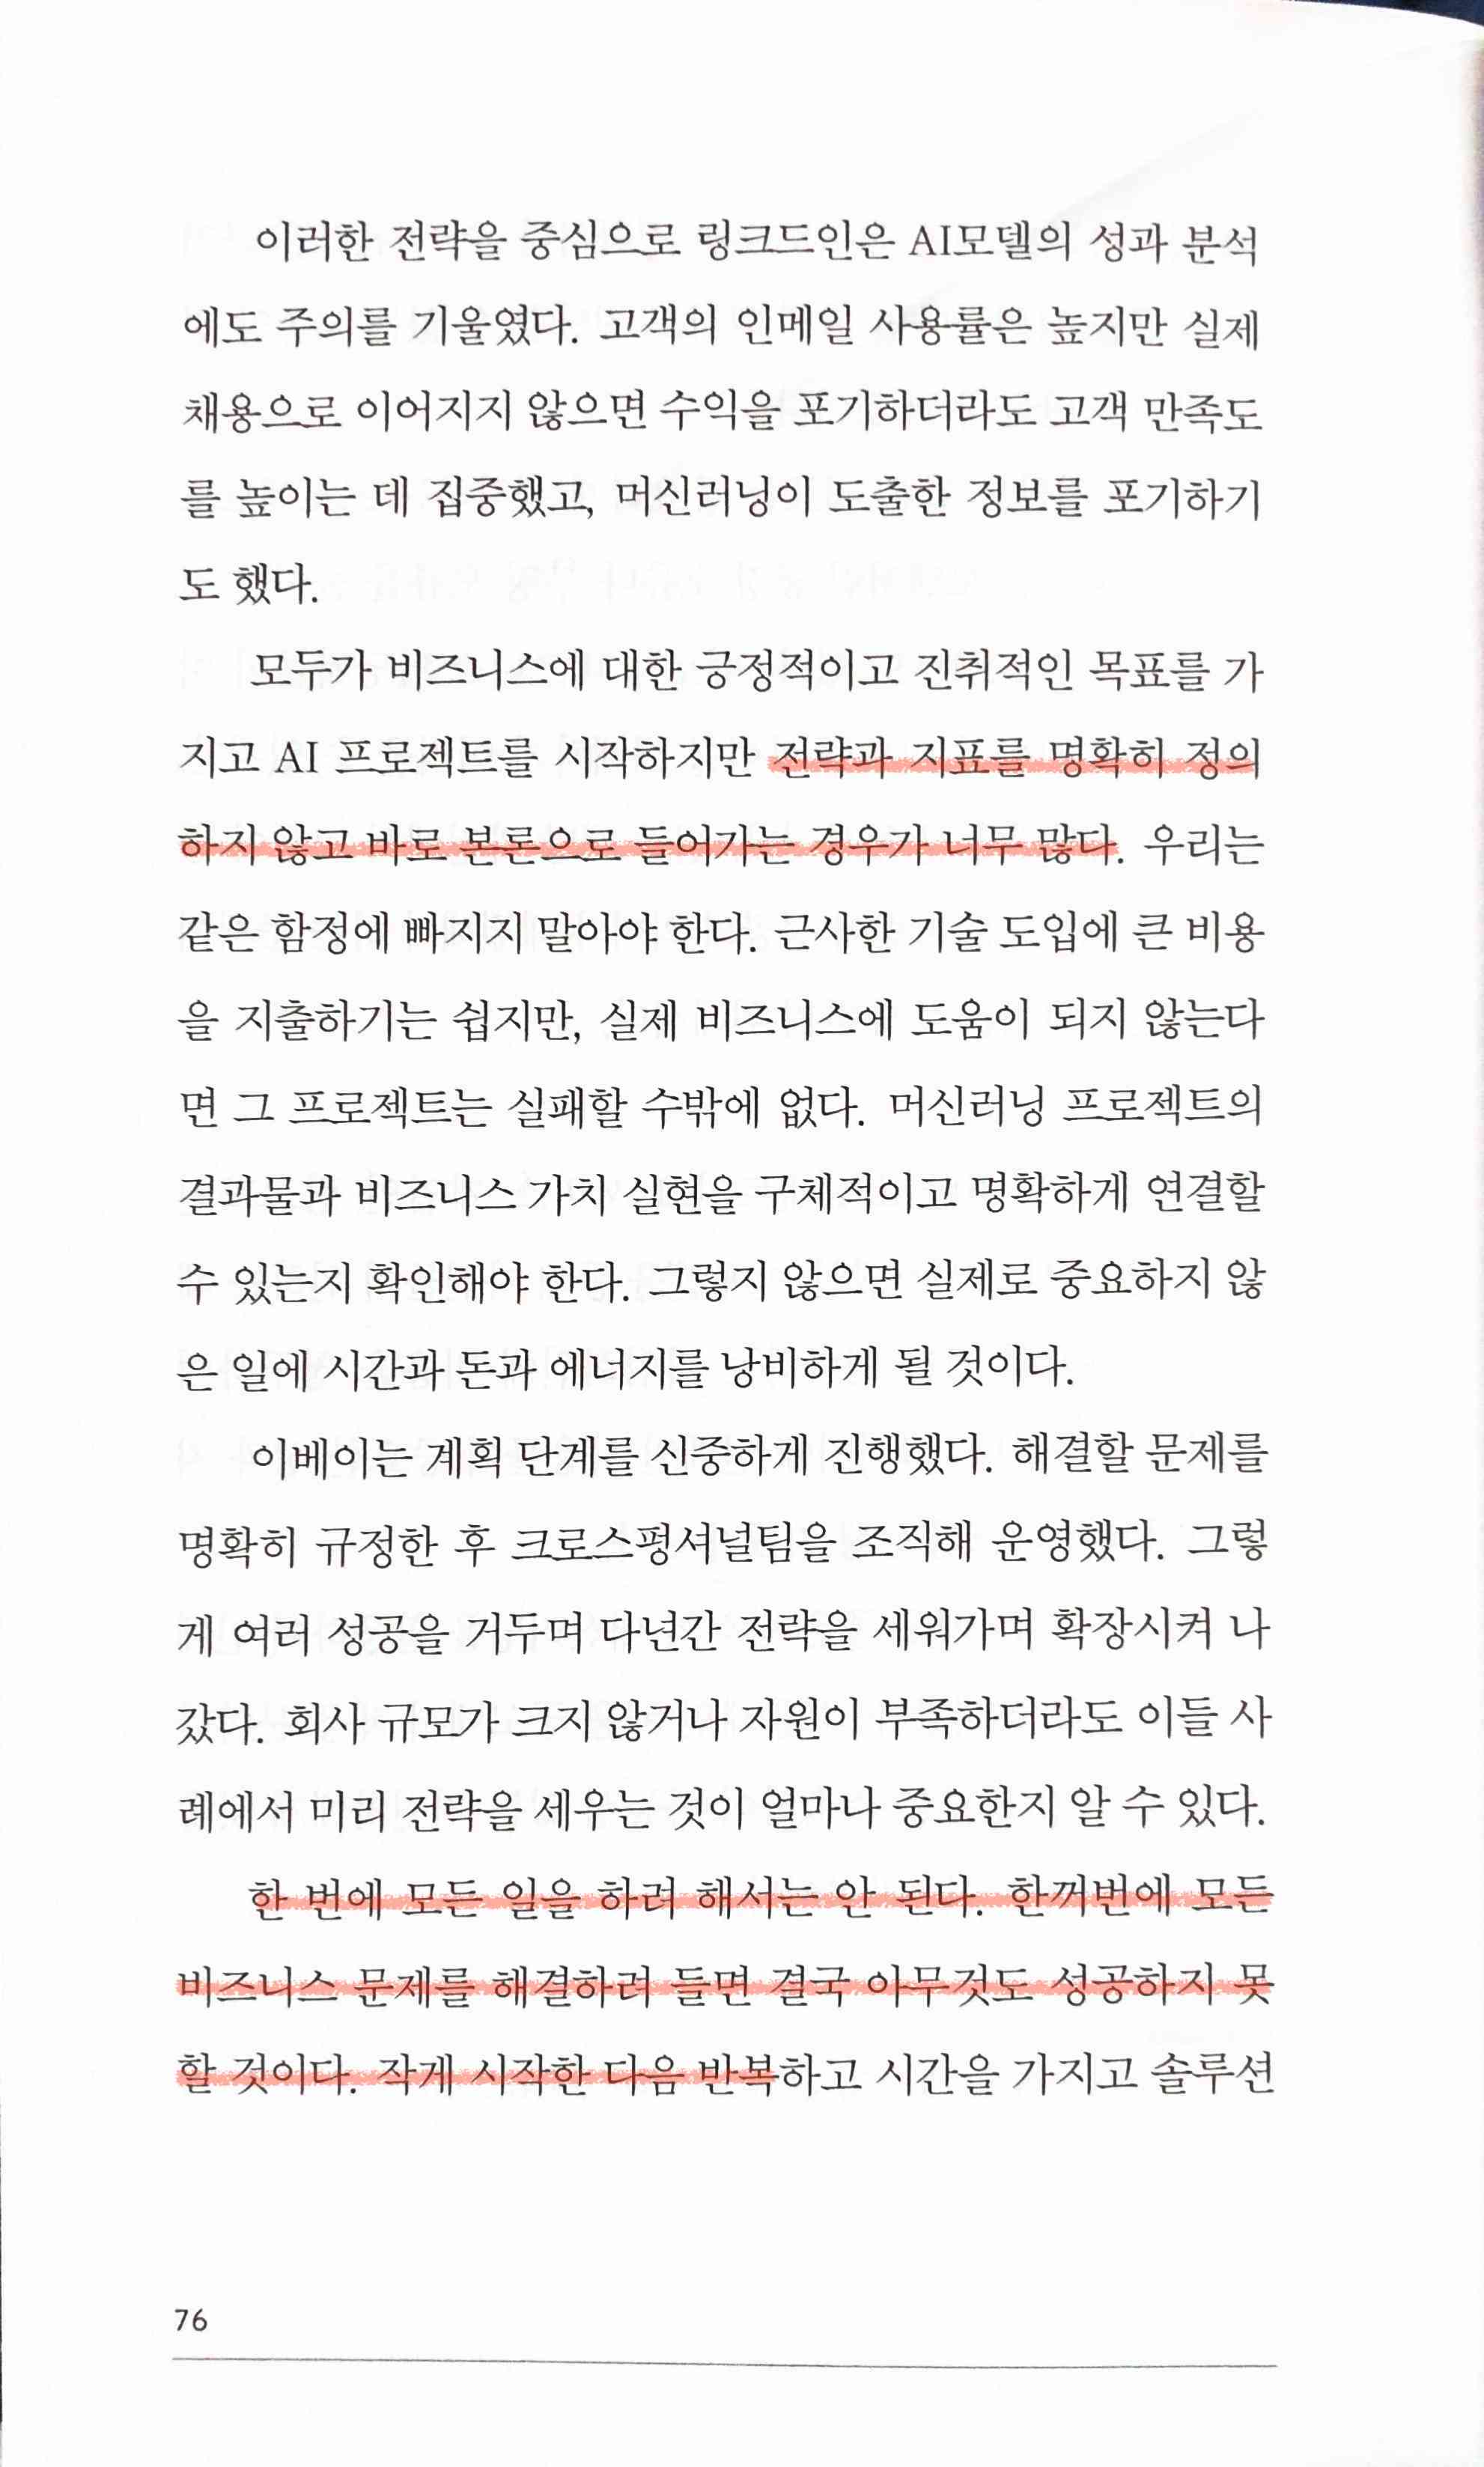 이러한 전략을 중심으로 링크드인은 AI모델의 성과 분석
에도 주의를 기울였다. 고객의 인메일 사용률은 높지만 실제
채용으로 이어지지 않으면 수익을 포기하더라도 고객 만족도
를 높이는 데 집중했고, 머신러닝이 도출한 정보를 포기하기
도 했다.
모두가 비즈니스에 대한 긍정적이고 진취적인 목표를 가
지고 AI 프로젝트를 시작하지만 전략과 지표를 명확히 정의
하지 않고 바로 본론으로 들어가는 경우가 너무 많다. 우리는
같은 함정에 빠지지 말아야 한다. 근사한 기술 도입에 큰 비용
을 지출하기는 쉽지만, 실제 비즈니스에 도움이 되지 않는다
면 그 프로젝트는 실패할 수밖에 없다. 머신러닝 프로젝트의
결과물과 비즈니스 가치 실현을 구체적이고 명확하게 연결할
수 있는지 확인해야 한다. 그렇지 않으면 실제로 중요하지 않
은 일에 시간과 돈과 에너지를 낭비하게 될 것이다.
이베이는 계획 단계를 신중하게 진행했다. 해결할 문제를
명확히 규정한 후 크로스펑셔널팀을 조직해 운영했다. 그렇
게 여러 성공을 거두며 다년간 전략을 세워가며 확장시켜 나
갔다. 회사 규모가 크지 않거나 자원이 부족하더라도 이들 사
례에서 미리 전략을 세우는 것이 얼마나 중요한지 알 수 있다.
한 번에 모든 일을 하려 해서는 안 된다. 한꺼번에 모든
비즈니스 문제를 해결하려 들면 결국 아무것도 성공하지 못
할 것이다. 작게 시작한 다음 반복하고 시간을 가지고 솔루션
76